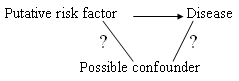 Putative risk factor Disease
? ?
Possible confounder